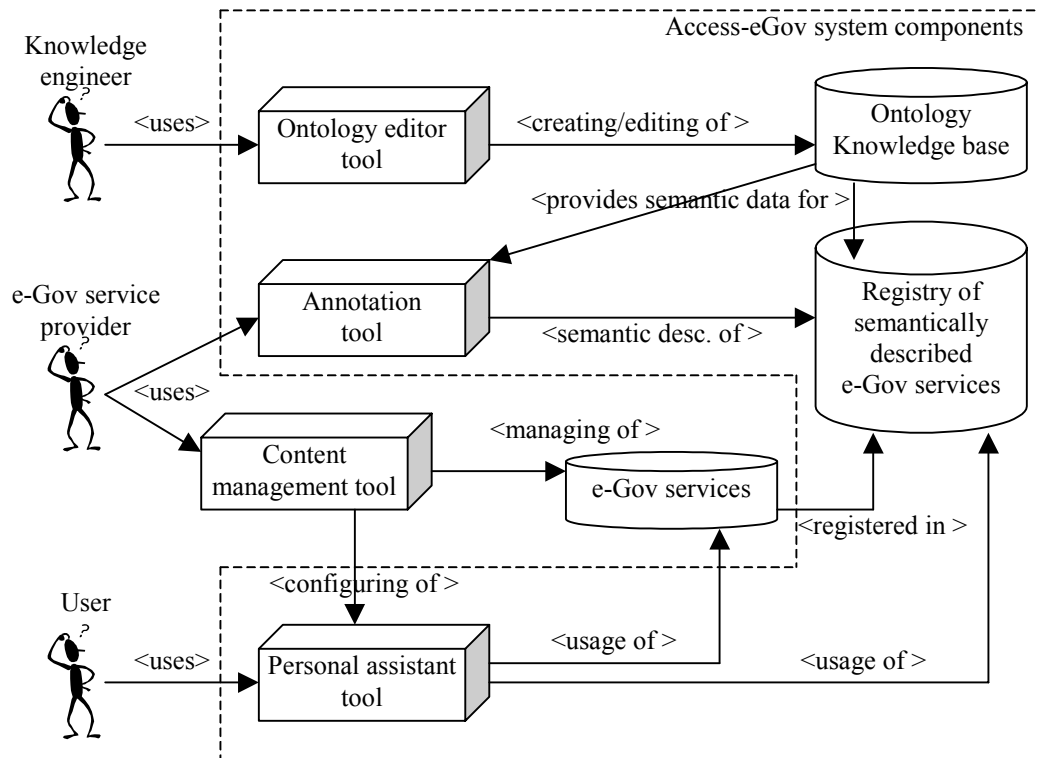 Access-eGov system components
Knowledge
engineer
?
<uses>
Ontology editor
tool
<creating/editing of >
Ontology
Knowledge base
<provides semantic data for >
e-Gov service
provider
?
<uses>
Annotation
tool
<semantic desc. of >
Registry of
semantically
described
e-Gov services
Content
management tool
<managing of >
e-Gov services
<registered in >
<configuring of >
User
?
<uses>
Personal assistant
tool
<usage of >
<usage of >